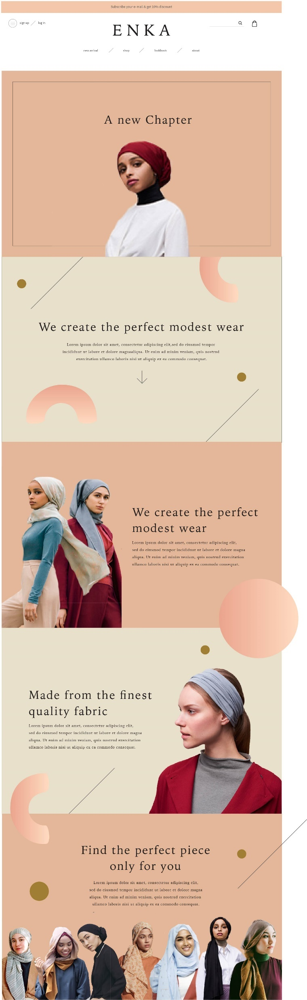 Subscribe your e-mail & get 10% discount
sign up / log in
ENKA
new arrival / shop / lookbook / about
A new Chapter
We create the perfect modest wear
Lorem ipsum dolor sit amet, consectetur adipiscing elit,sed do eiusmod tempor
incididunt ut labore et dolore magnaaliqua. Ut enim ad minim veniam, quis nostrud
exercitation ullamco laboris nisi ut aliquip ex ea commodo consequat.
We create the perfect
modest wear
Lorem ipsum dolor sit amet, consectetur adipiscing elit,
sed do eiusmod tempor incididunt ut labore et dolore magna
aliqua. Ut enim ad minim veniam, quis nostrud exercitation
ullamco laboris nisi ut aliquip ex ea commodo consequat.
Made from the finest
quality fabric
Lorem ipsum dolor sit amet, consectetur adipiscing elit,
sed do eiusmod tempor incididunt ut labore et dolore magna
aliqua. Ut enim ad minim veniam, quis nostrud exercitation
ullamco laboris nisi ut aliquip ex ea commodo consequat.
Find the perfect piece
only for you
Lorem ipsum dolor sit amet, consectetur adipiscing elit,
sed do eiusmod tempor incididunt ut labore et dolore magna
aliqua. Ut enim ad minim veniam, quis nostrud exercitation
ullamco laboris nisi ut aliquip ex ea commodo consequat.